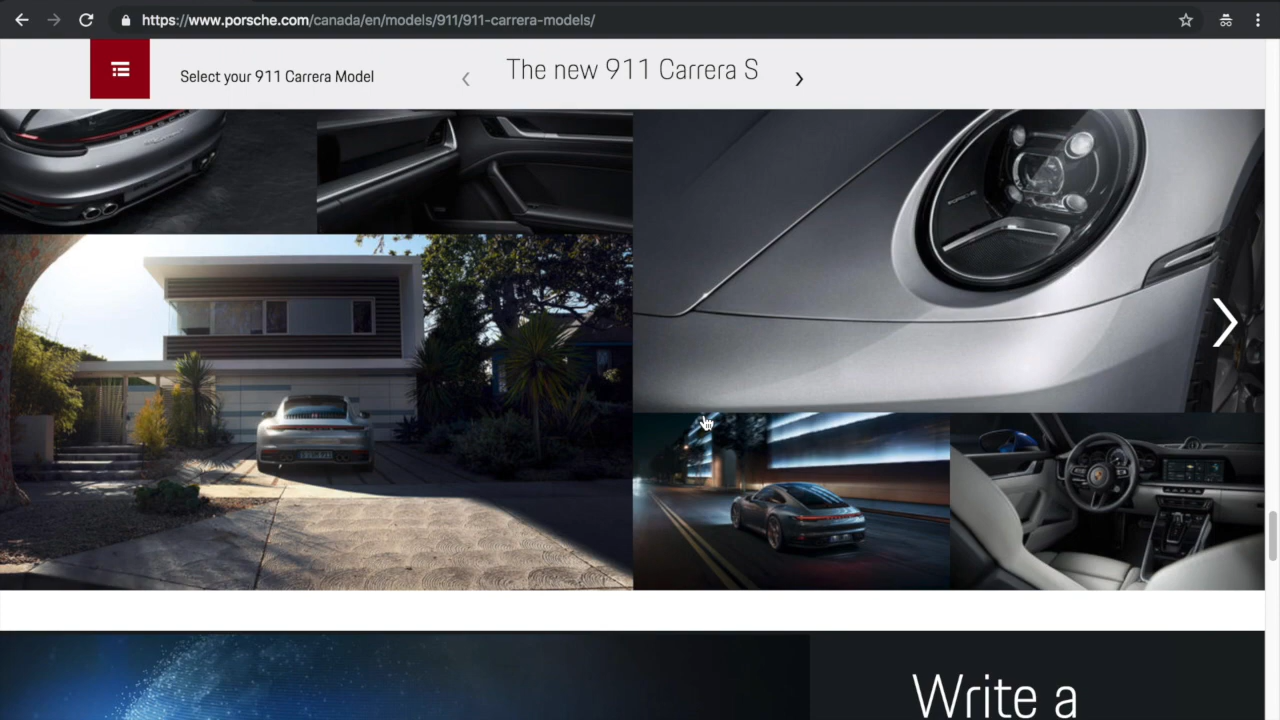 https://www.porsche.com/canada/en/models/911/911-carrera-models/
Select your 911 Carrera Model
The new 911 Carrera S
PORSCHE
Write a